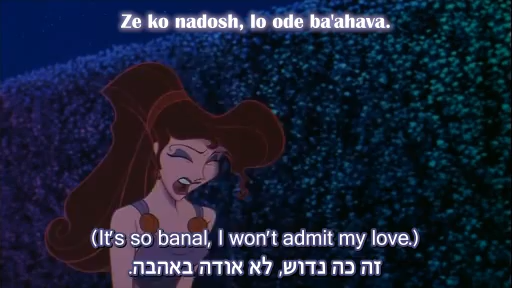 Ze ko nadosh, lo ode ba'ahava.
(It's so banal, I won't admit my love.)
זה כה נדוש, לא אודה באהבה.